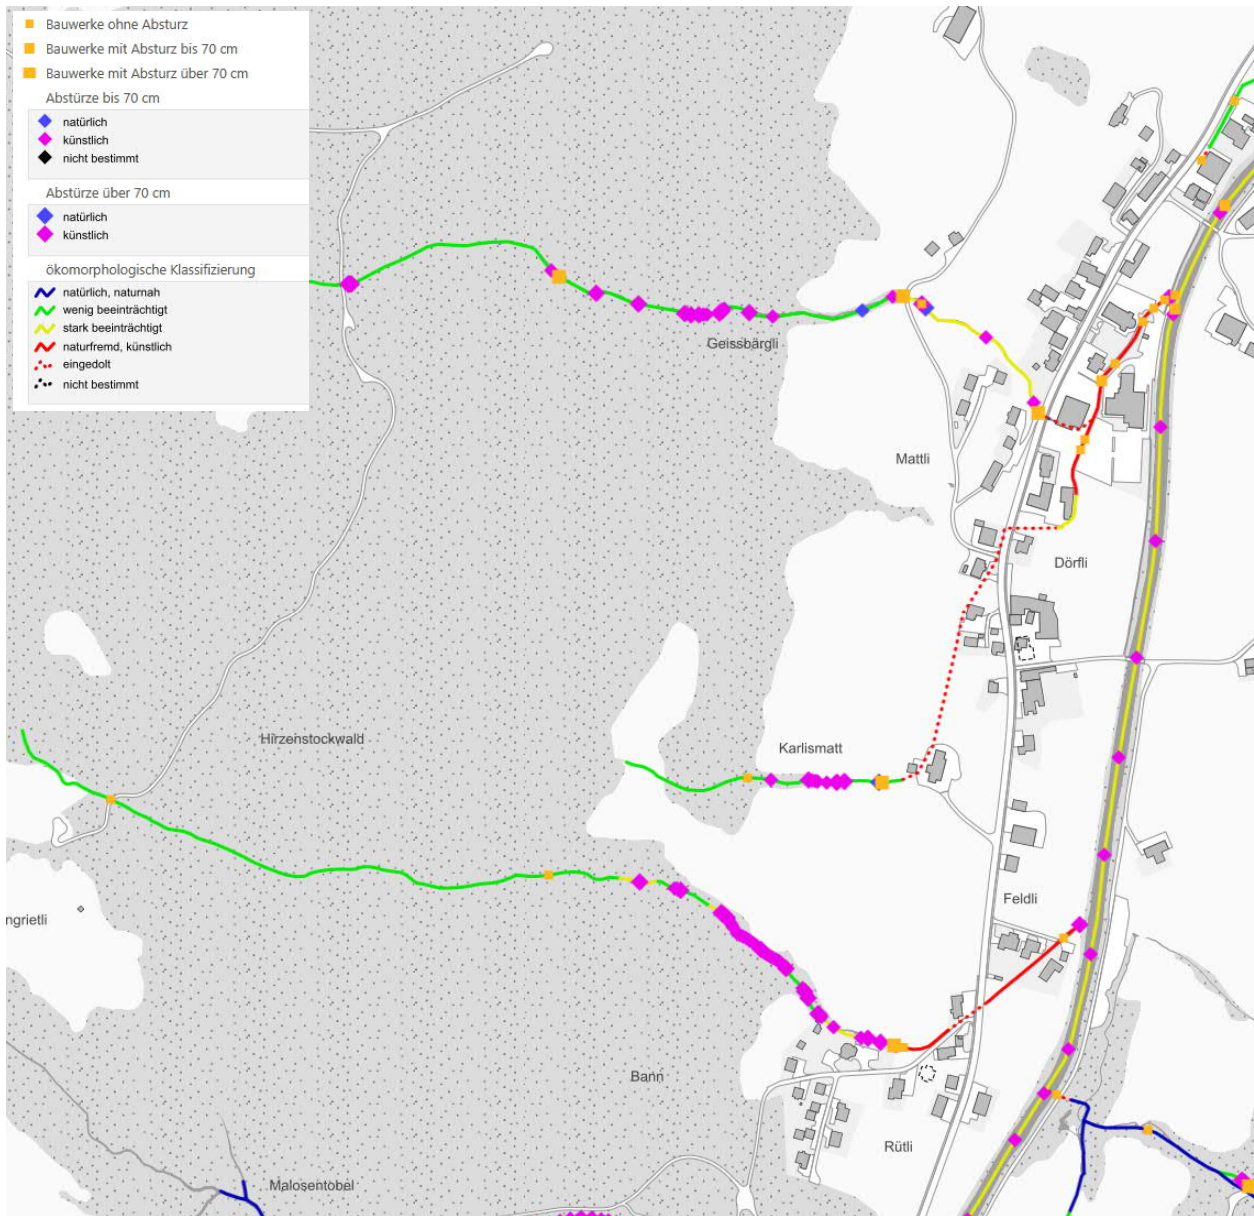 Bauwerke ohne Absturz
Bauwerke mit Absturz bis 70 cm
Bauwerke mit Absturz über 70 cm
Abstürze bis 70 cm
natürlich
künstlich
nicht bestimmt
Abstürze über 70 cm
natürlich
künstlich
ökomorphologische Klassifizierung
natürlich, naturnah
wenig beeinträchtigt
stark beeinträchtigt
naturfremd, künstlich
eingedolt
nicht bestimmt
Geissbärgli
Mattli
Dörfli
Hirzenstockwald
Karlismatt
Feldli
ngrietli
Bann
Rütli
Malosentobel